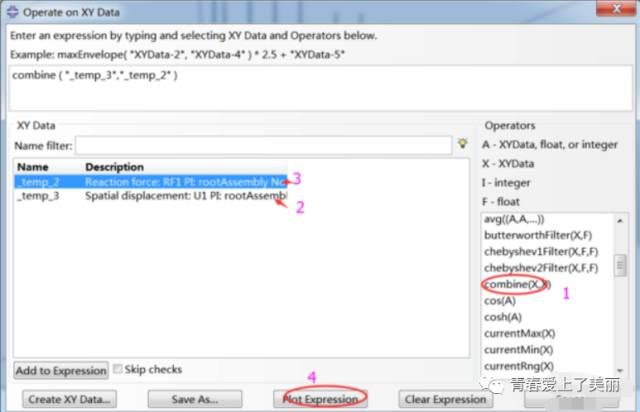 Operate on XY Data
Enter an expression by typing and selecting XY Data and Operators below.
Example: maxEnvelope( "XYData-2", "XYData-4" ) * 2.5 + "XYData-5"
combine ( "_temp_3","_temp_2" )
XY Data
Name filter:
Name Description
_temp_2 Reaction force: RF1 PI: rootAssembly No
3
_temp_3 Spatial displacement: U1 PI: rootAssembl
2
Add to Expression
Skip checks
Operators
A - XYData, float, or integer
X - XYData
I - integer
F - float
avg((A,A,...))
butterworthFilter(X,F)
chebyshev1Filter(X,F,F)
chebyshev2Filter(X,F,F)
combine(X,X)
1
cos(A)
cosh(A)
currentMax(X)
currentMin(X)
currentRng(X)
4
Create XY Data...
Save As...
Plot Expression
Clear Expression
青春爱上了美丽